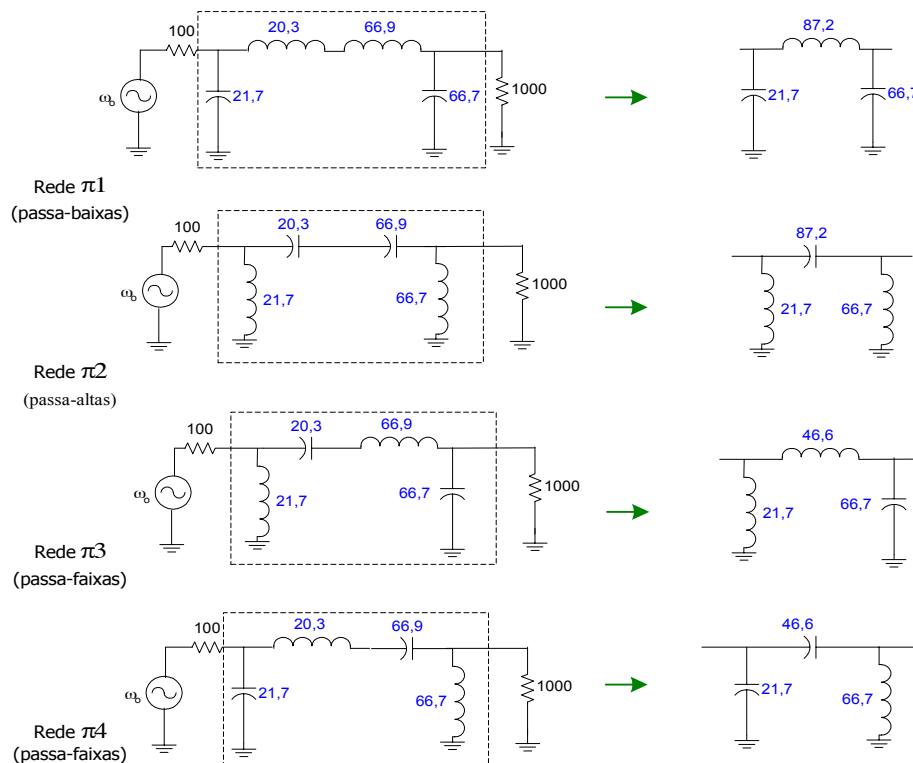 20,3 66,9
100
ω₀ 21,7 66,7 1000
87,2
21,7 66,7
Rede π1
(passa-baixas)
20,3 66,9
100
ω₀ 21,7 66,7 1000
87,2
21,7 66,7
Rede π2
(passa-altas)
20,3 66,9
100
ω₀ 21,7 66,7 1000
46,6
21,7 66,7
Rede π3
(passa-faixas)
20,3 66,9
100
ω₀ 21,7 66,7 1000
46,6
21,7 66,7
Rede π4
(passa-faixas)